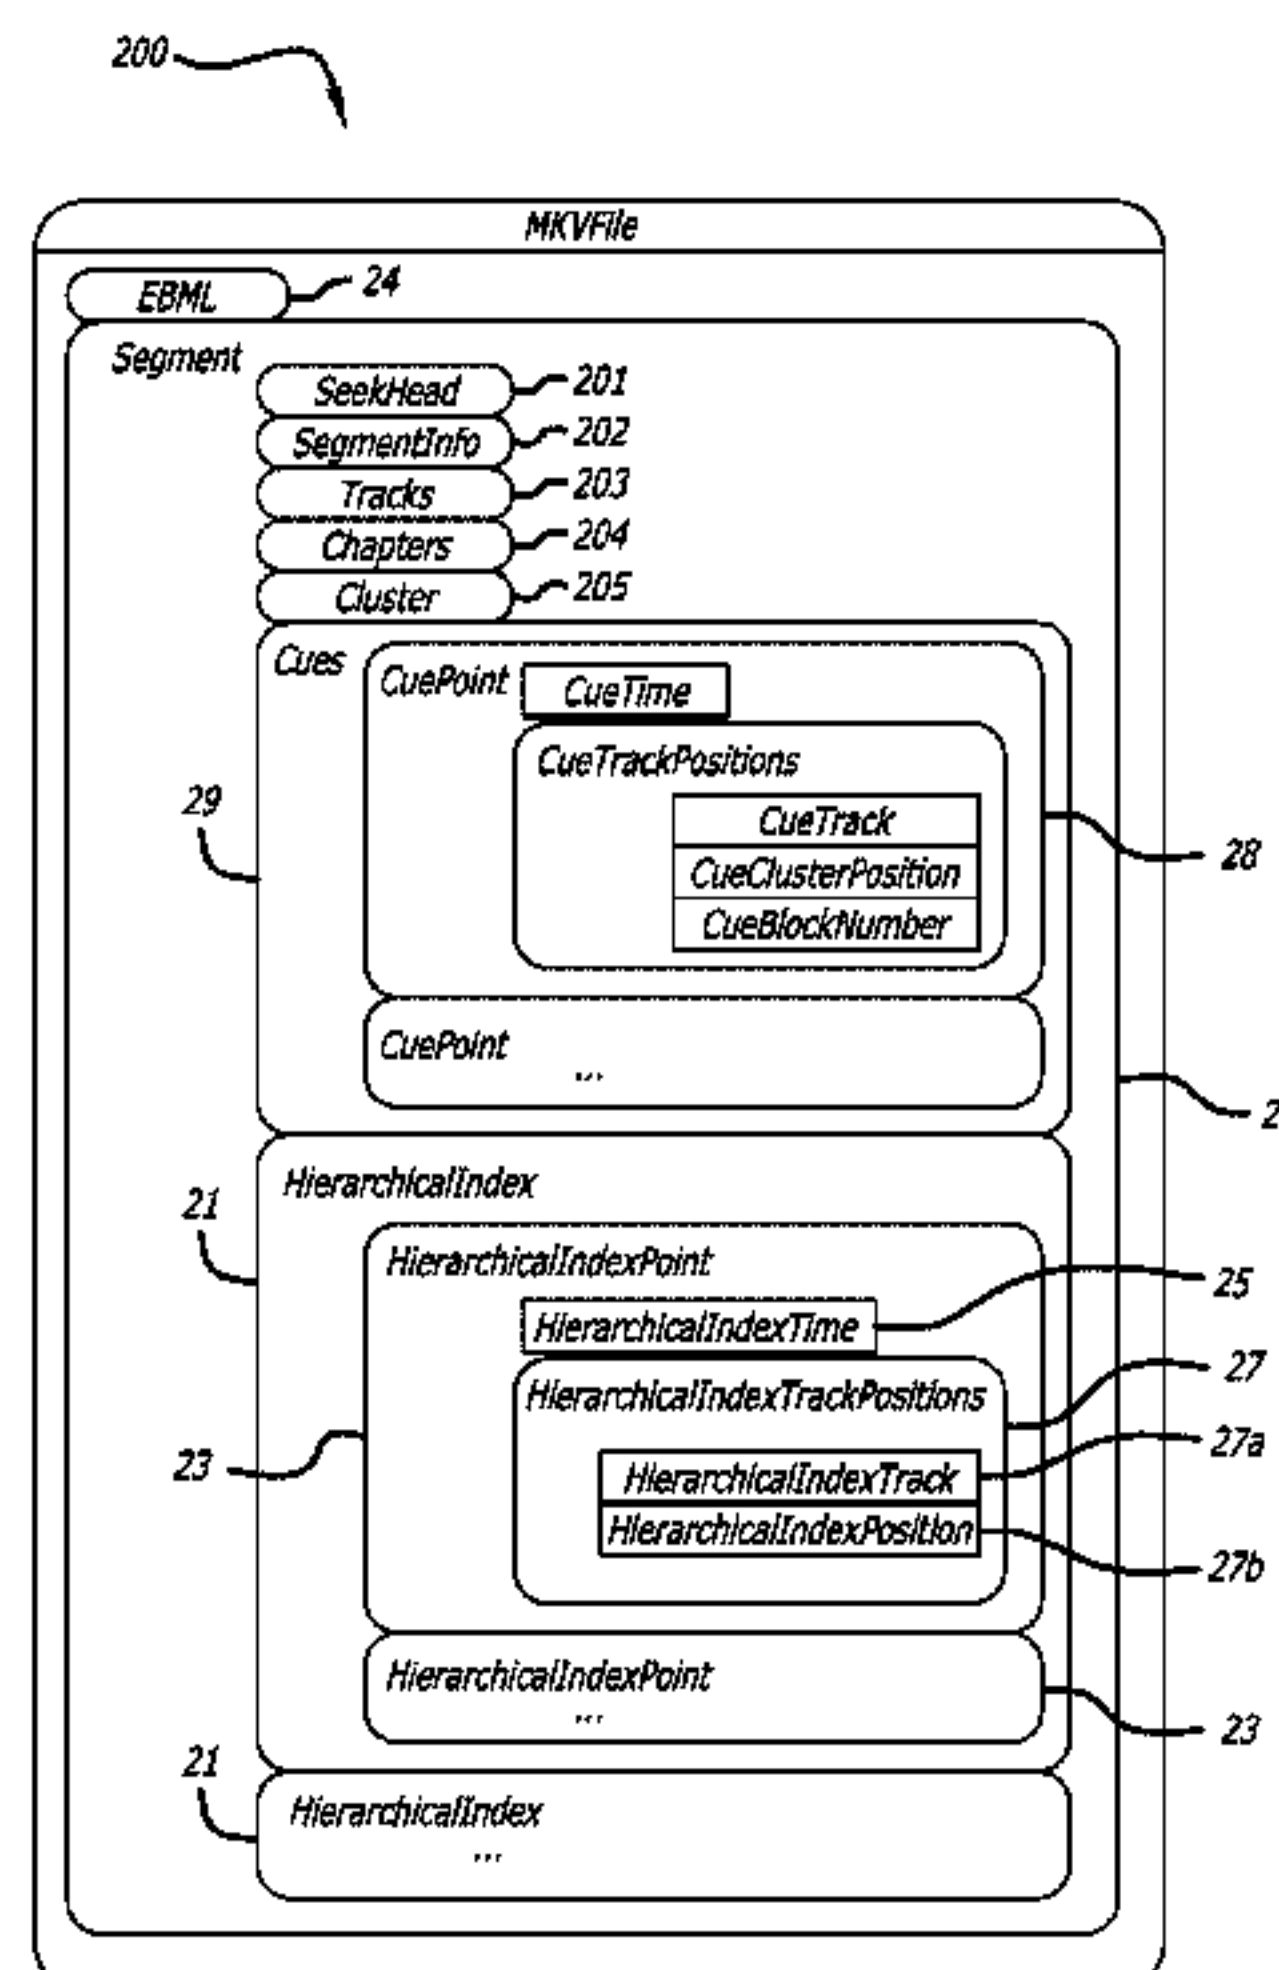 200
MKVFile
EBML
24
Segment
SeekHead
201
SegmentInfo
202
Tracks
203
Chapters
204
Cluster
205
Cues
CuePoint
CueTime
CueTrackPositions
29
CueTrack
28
CueClusterPosition
CueBlockNumber
CuePoint
...
2
HierarchicalIndex
21
HierarchicalIndexPoint
25
HierarchicalIndexTime
27
HierarchicalIndexTrackPositions
27a
23
HierarchicalIndexTrack
HierarchicalIndexPosition
27b
HierarchicalIndexPoint
...
23
21
HierarchicalIndex
...